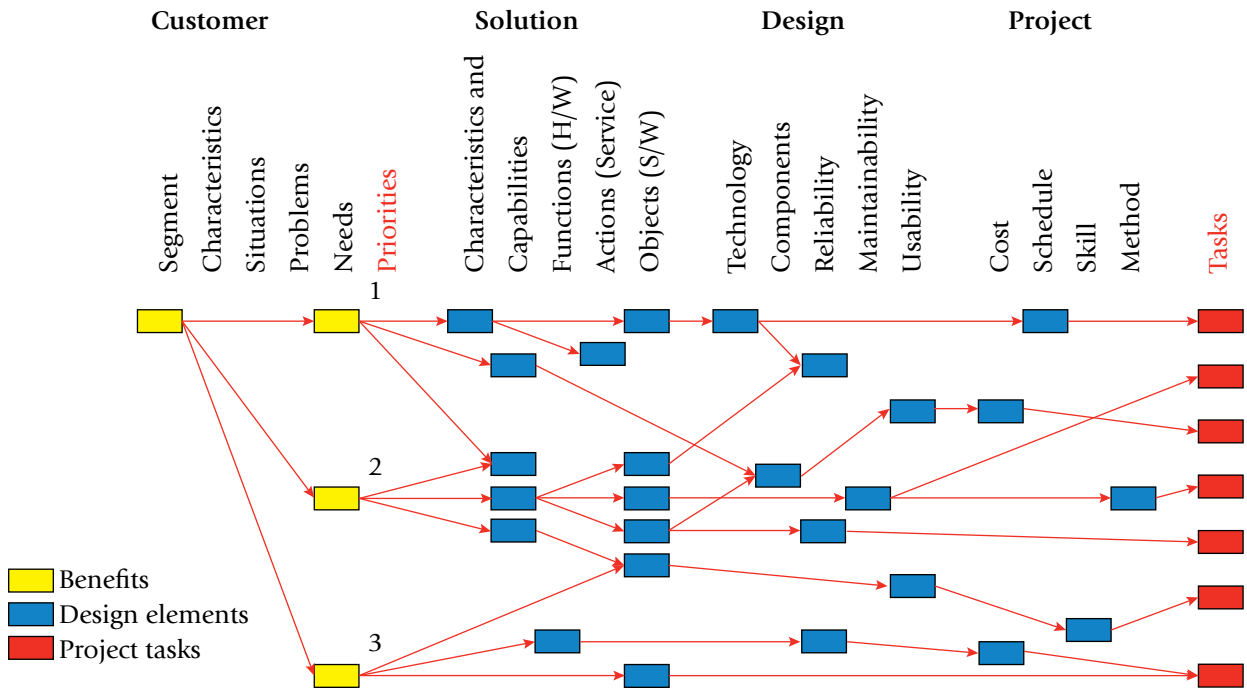 Customer
Solution
Design
Project
Segment
Characteristics
Situations
Problems
Needs
Priorities
Characteristics and
Capabilities
Functions (H/W)
Actions (Service)
Objects (S/W)
Technology
Components
Reliability
Maintainability
Usability
Cost
Schedule
Skill
Method
Tasks
1
2
3
Benefits
Design elements
Project tasks